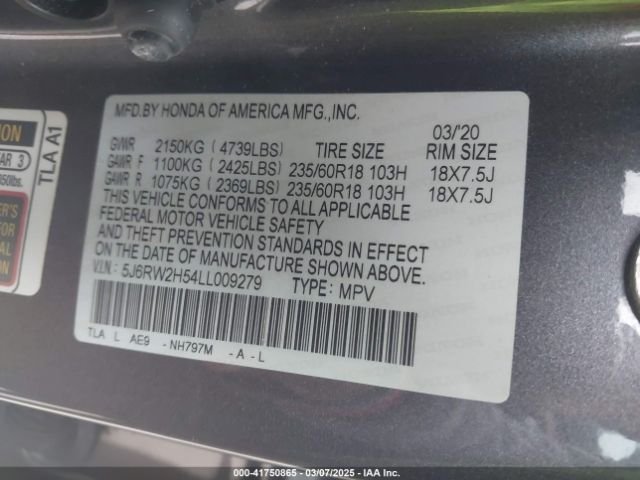 MFD.BY HONDA OF AMERICA MFG.,INC.
03/'20
GVWR 2150KG (4739LBS) TIRE SIZE RIM SIZE
GAWR F 1100KG (2425LBS) 235/60R18 103H 18X7.5J
GAWR R 1075KG (2369LBS) 235/60R18 103H 18X7.5J
THIS VEHICLE CONFORMS TO ALL APPLICABLE
FEDERAL MOTOR VEHICLE SAFETY
AND THEFT PREVENTION STANDARDS IN EFFECT
ON THE DATE OF MANUFACTURE SHOWN ABOVE.
V.I.N.: 5J6RW2H54LL009279 TYPE: MPV
TLA L AE9 - NH797M - A - L
TLA A1
000-41750865 — 03/07/2025 — IAAI.COM